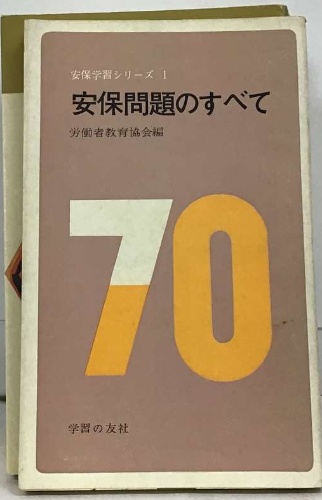 安保学習シリーズ 1
安保問題のすべて
労働者教育協会編
70
学習の友社